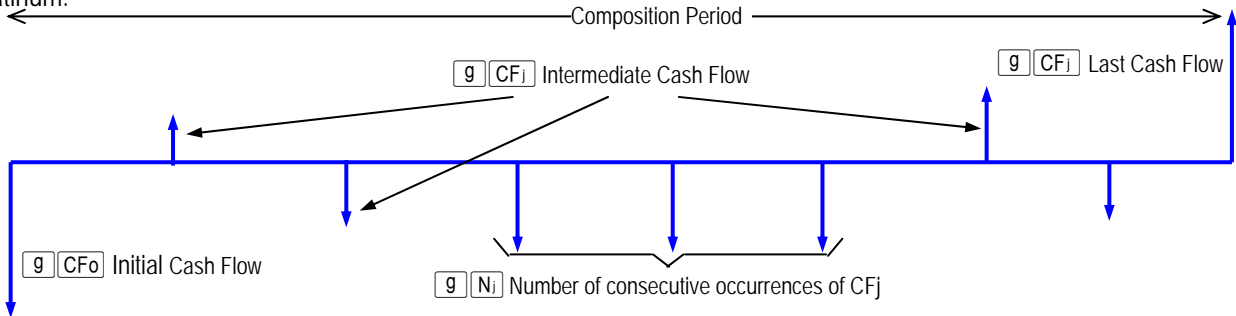 Composition Period
g CFj Intermediate Cash Flow
g CFj Last Cash Flow
g CFo Initial Cash Flow
g Nj Number of consecutive occurrences of CFj